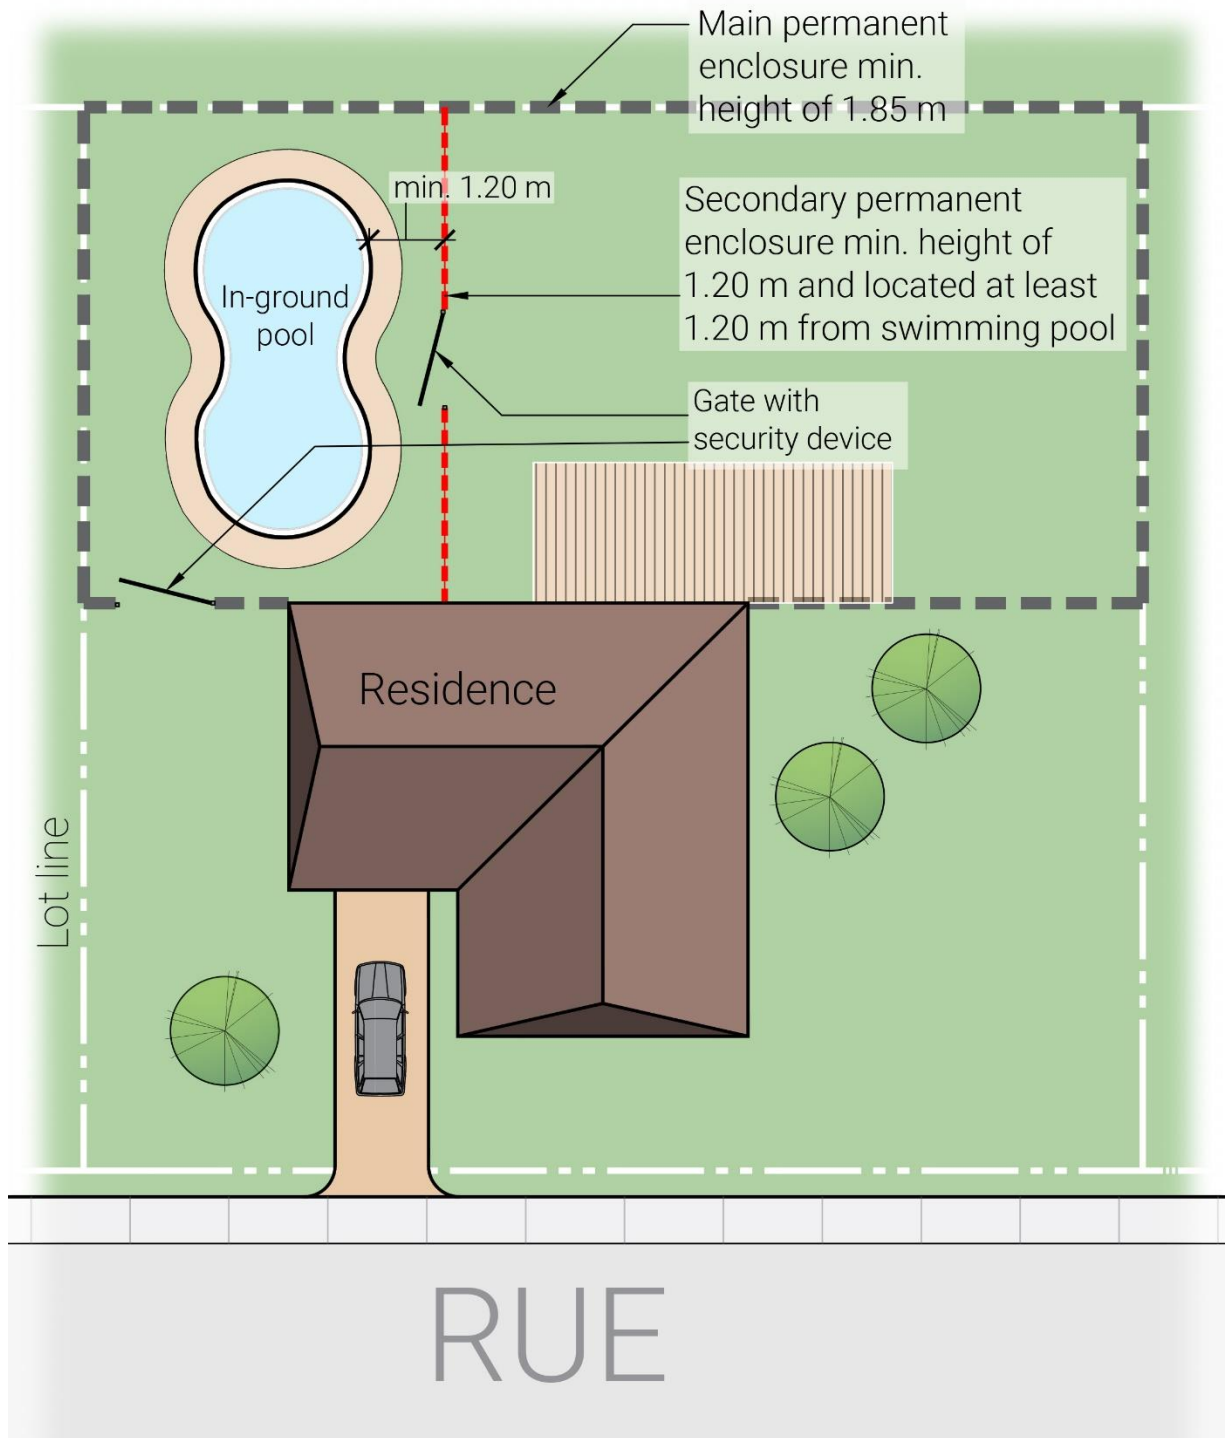 Main permanent
enclosure min.
height of 1.85 m
min. 1.20 m
Secondary permanent
enclosure min. height of
1.20 m and located at least
1.20 m from swimming pool
In-ground
pool
Gate with
security device
Residence
Lot line
RUE